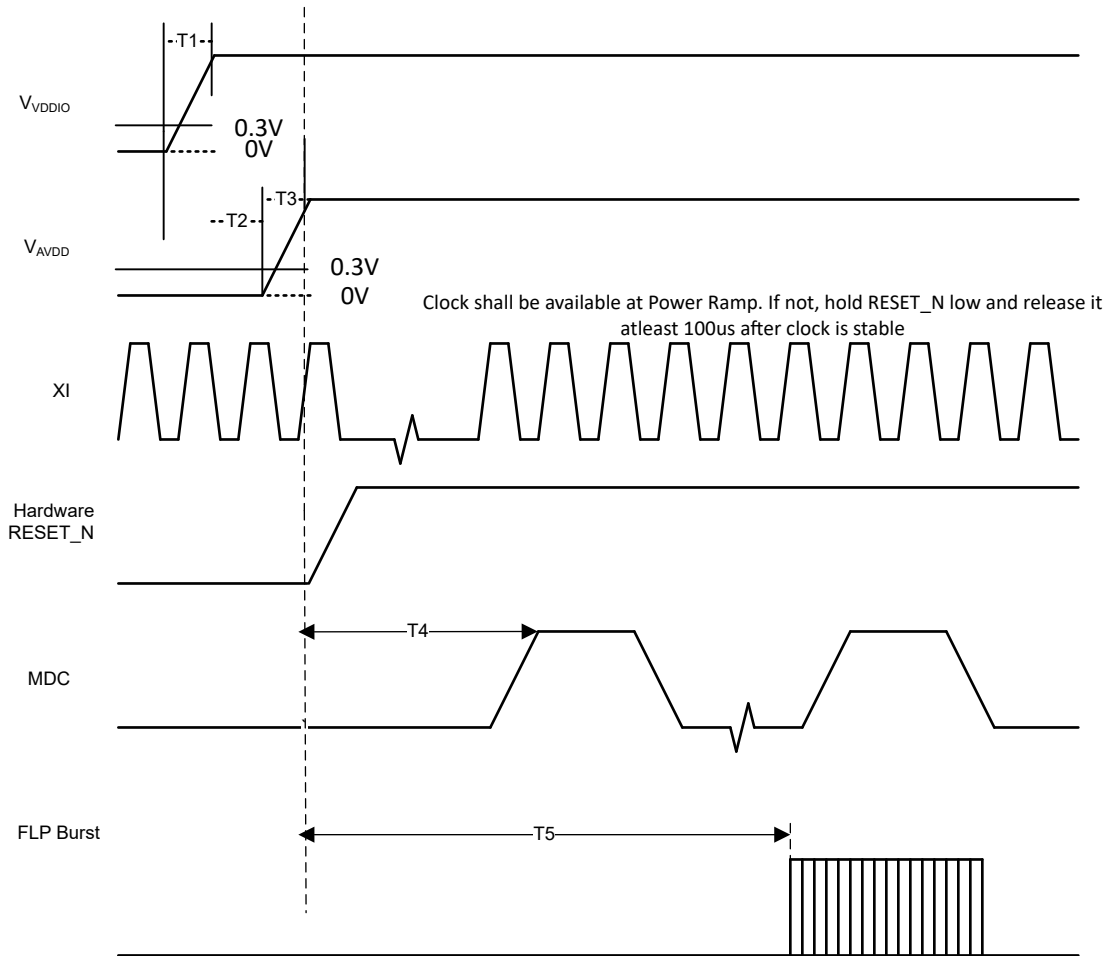 T1
VVDDIO
0.3V
0V
T3
T2
VAVDD
0.3V
0V
Clock shall be available at Power Ramp. If not, hold RESET_N low and release it
atleast 100us after clock is stable
XI
Hardware
RESET_N
T4
MDC
FLP Burst
T5